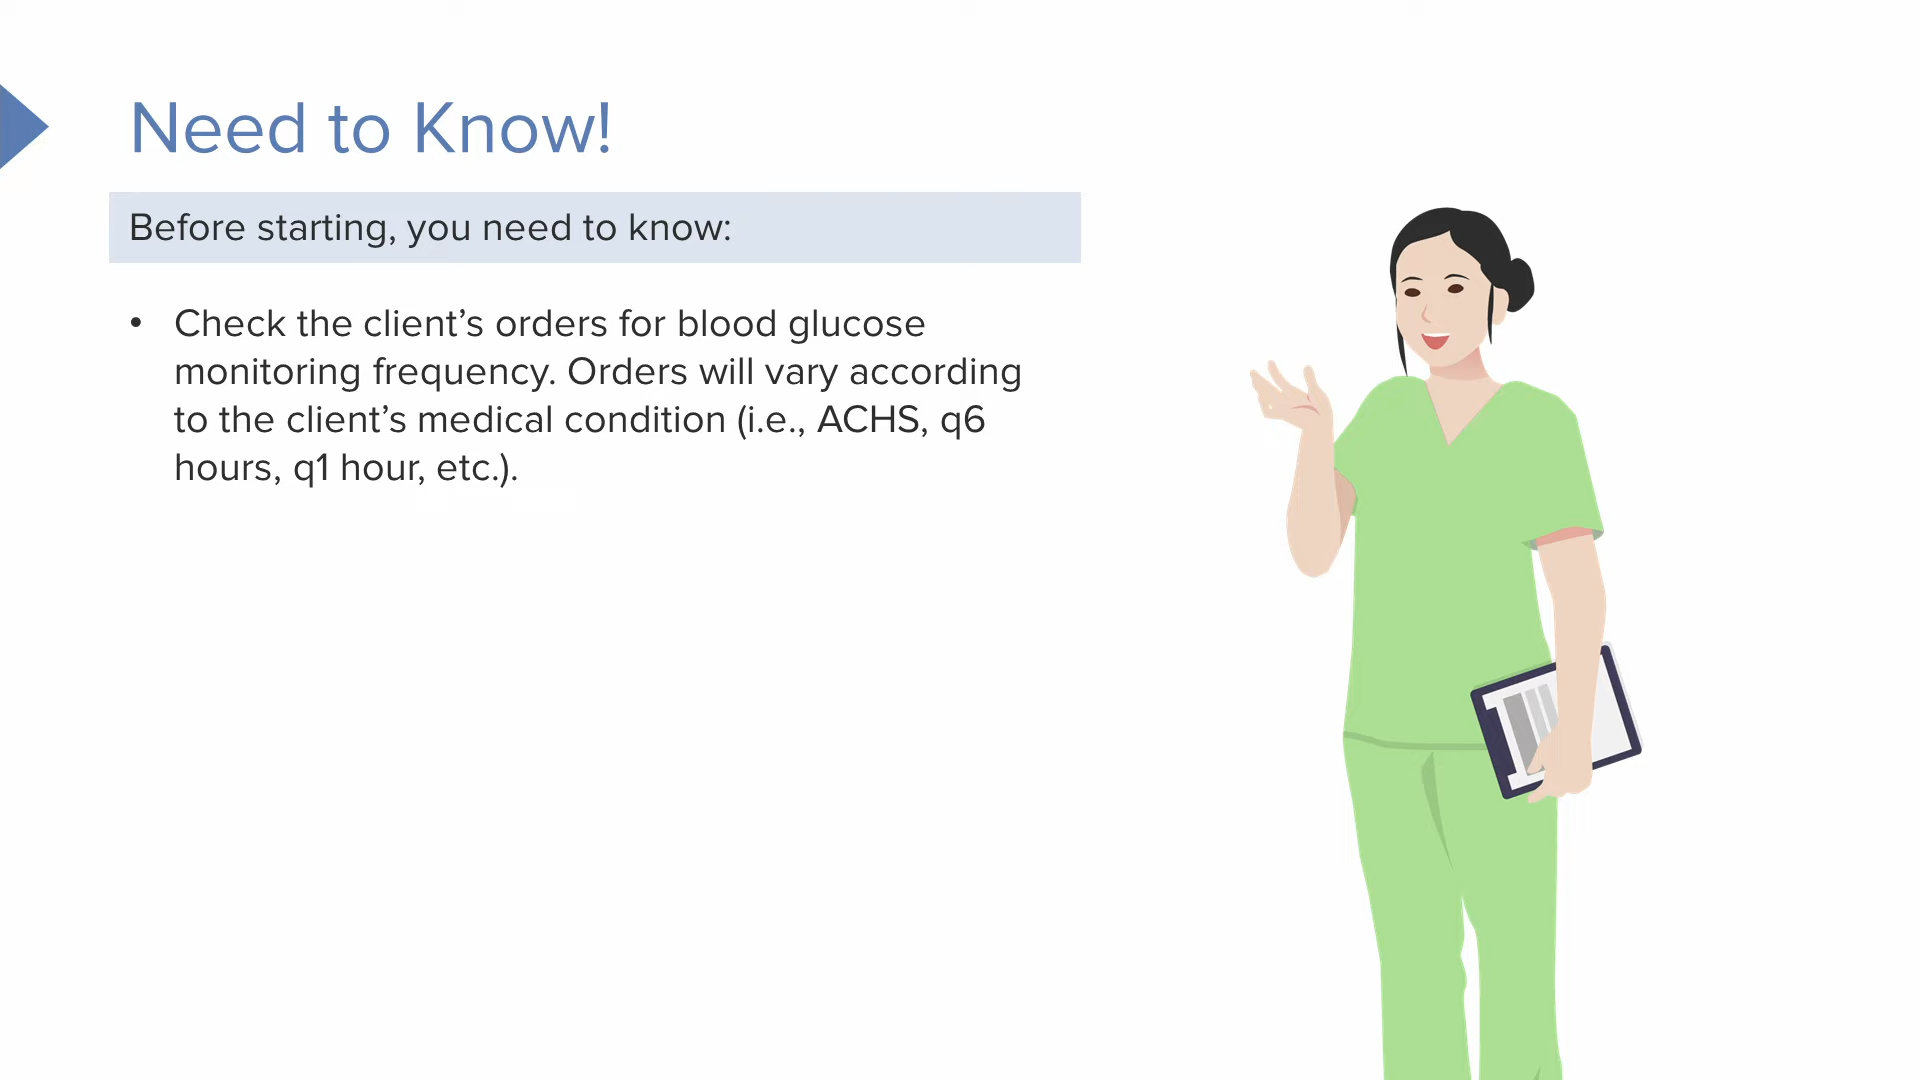 Need to Know!
Before starting, you need to know:
• Check the client’s orders for blood glucose
monitoring frequency. Orders will vary according
to the client’s medical condition (i.e., ACHS, q6
hours, q1 hour, etc.).